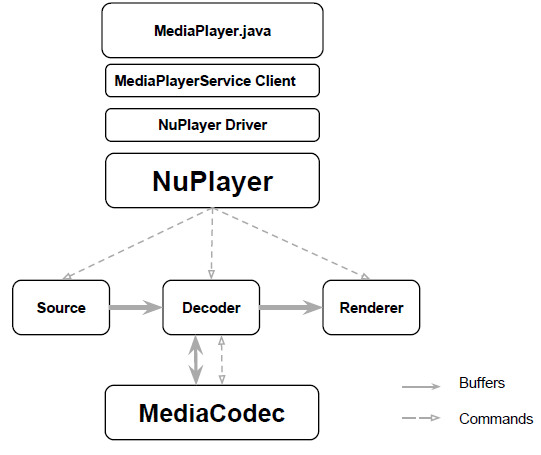 MediaPlayer.java
MediaPlayerService Client
NuPlayer Driver
NuPlayer
Source
Decoder
Renderer
MediaCodec
Buffers
Commands